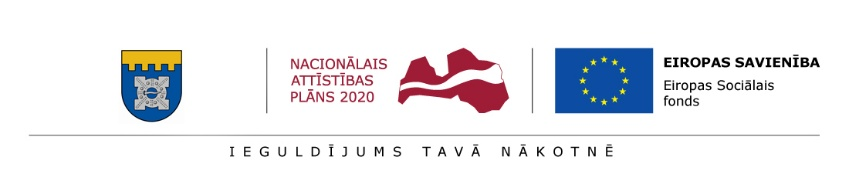 NACIONĀLAIS
ATTĪSTĪBAS
PLĀNS 2020
EIROPAS SAVIENĪBA
Eiropas Sociālais
fonds
IEGULDĪJUMS TAVĀ NĀKOTNĒ